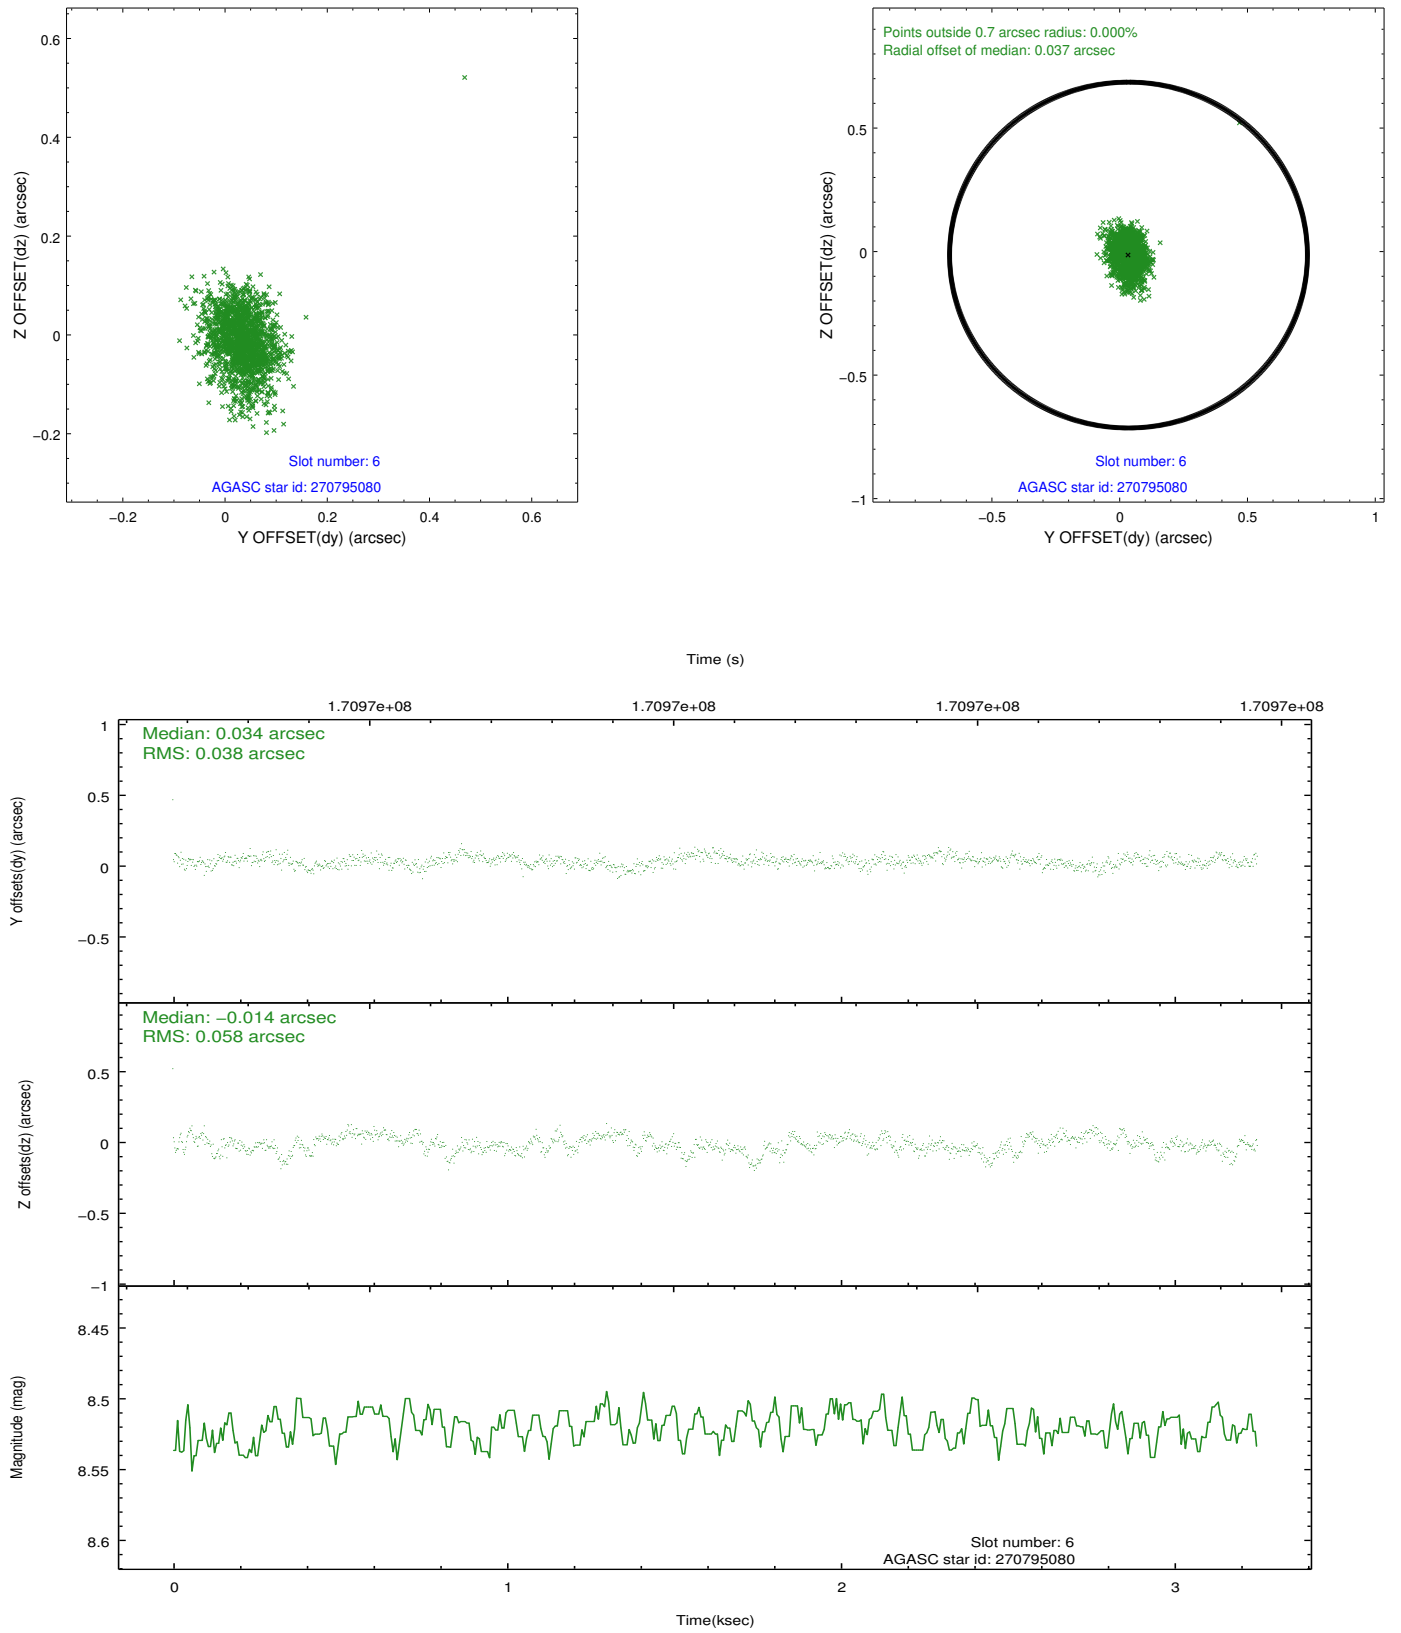 0.6
0.4
0.2
0
−0.2
Z OFFSET(dz) (arcsec)
Slot number: 6
AGASC star id: 270795080
−0.2 0 0.2 0.4 0.6
Y OFFSET(dy) (arcsec)
Points outside 0.7 arcsec radius: 0.000%
Radial offset of median: 0.037 arcsec
0.5
0
−0.5
−1
Z OFFSET(dz) (arcsec)
Slot number: 6
AGASC star id: 270795080
−0.5 0 0.5 1
Y OFFSET(dy) (arcsec)
Time (s)
1.7097e+08 1.7097e+08 1.7097e+08 1.7097e+08
Median: 0.034 arcsec
RMS: 0.038 arcsec
1
0.5
0
−0.5
Y offsets(dy) (arcsec)
Median: −0.014 arcsec
RMS: 0.058 arcsec
0.5
0
−0.5
−1
Z offsets(dz) (arcsec)
8.45
8.5
8.55
8.6
Magnitude (mag)
Slot number: 6
AGASC star id: 270795080
0 1 2 3
Time(ksec)